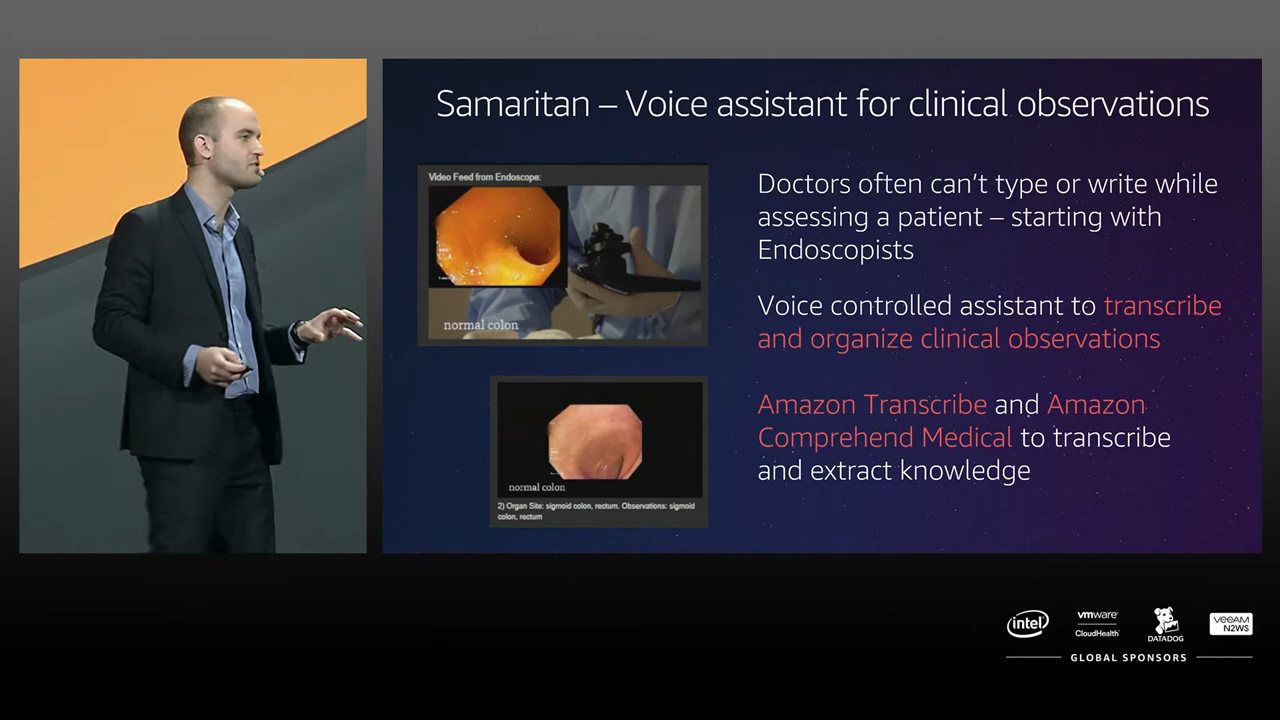 Samaritan – Voice assistant for clinical observations
Video Feed from Endoscope:
normal colon
normal colon
2) Organ Site: sigmoid colon, rectum. Observations: sigmoid
colon, rectum
Doctors often can't type or write while
assessing a patient – starting with
Endoscopists
Voice controlled assistant to transcribe
and organize clinical observations
Amazon Transcribe and Amazon
Comprehend Medical to transcribe
and extract knowledge
intel
vmware
CloudHealth
DATADOG
VEEAM
N2WS
GLOBAL SPONSORS